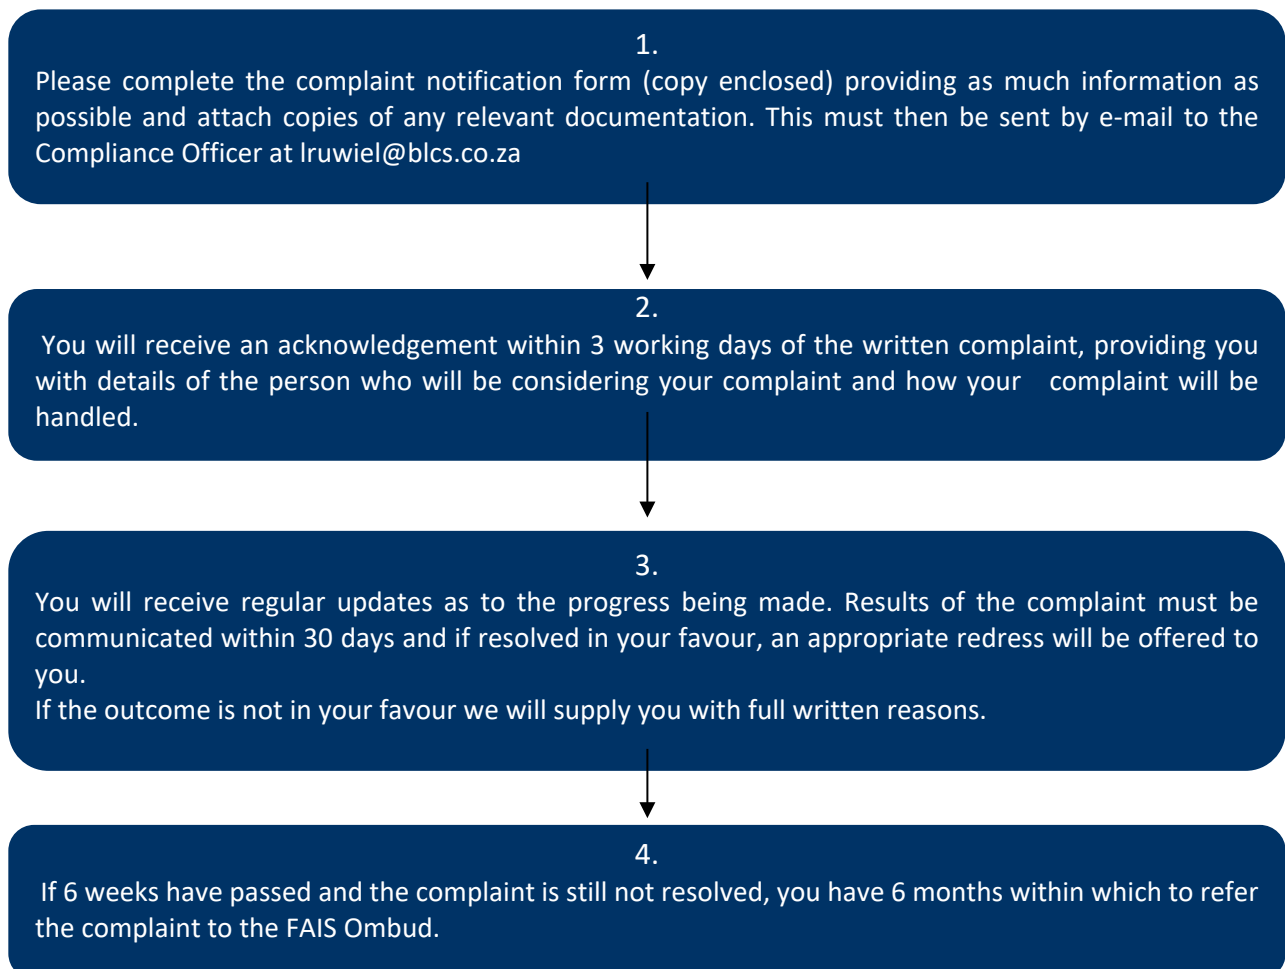 1.
Please complete the complaint notification form (copy enclosed) providing as much information as
possible and attach copies of any relevant documentation. This must then be sent by e-mail to the
Compliance Officer at lruwiel@blcs.co.za
2.
You will receive an acknowledgement within 3 working days of the written complaint, providing you
with details of the person who will be considering your complaint and how your complaint will be
handled.
3.
You will receive regular updates as to the progress being made. Results of the complaint must be
communicated within 30 days and if resolved in your favour, an appropriate redress will be offered to
you.
If the outcome is not in your favour we will supply you with full written reasons.
4.
If 6 weeks have passed and the complaint is still not resolved, you have 6 months within which to refer
the complaint to the FAIS Ombud.